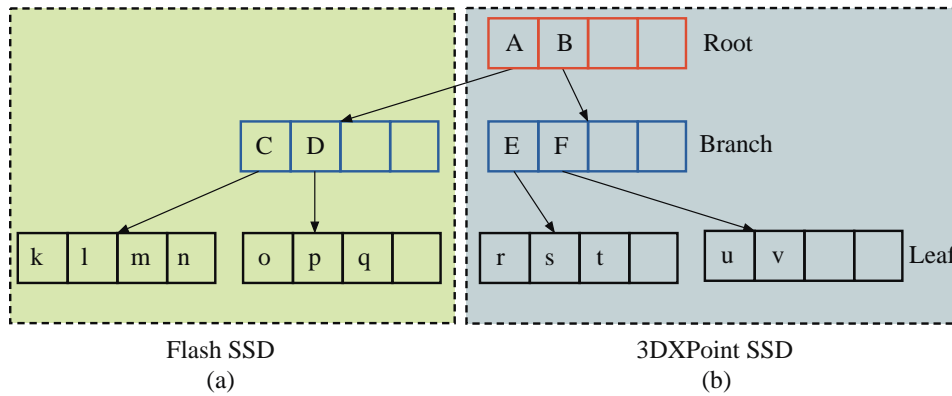 A B Root
C D E F Branch
k l m n o p q r s t u v Leaf
Flash SSD 3DXPoint SSD
(a) (b)